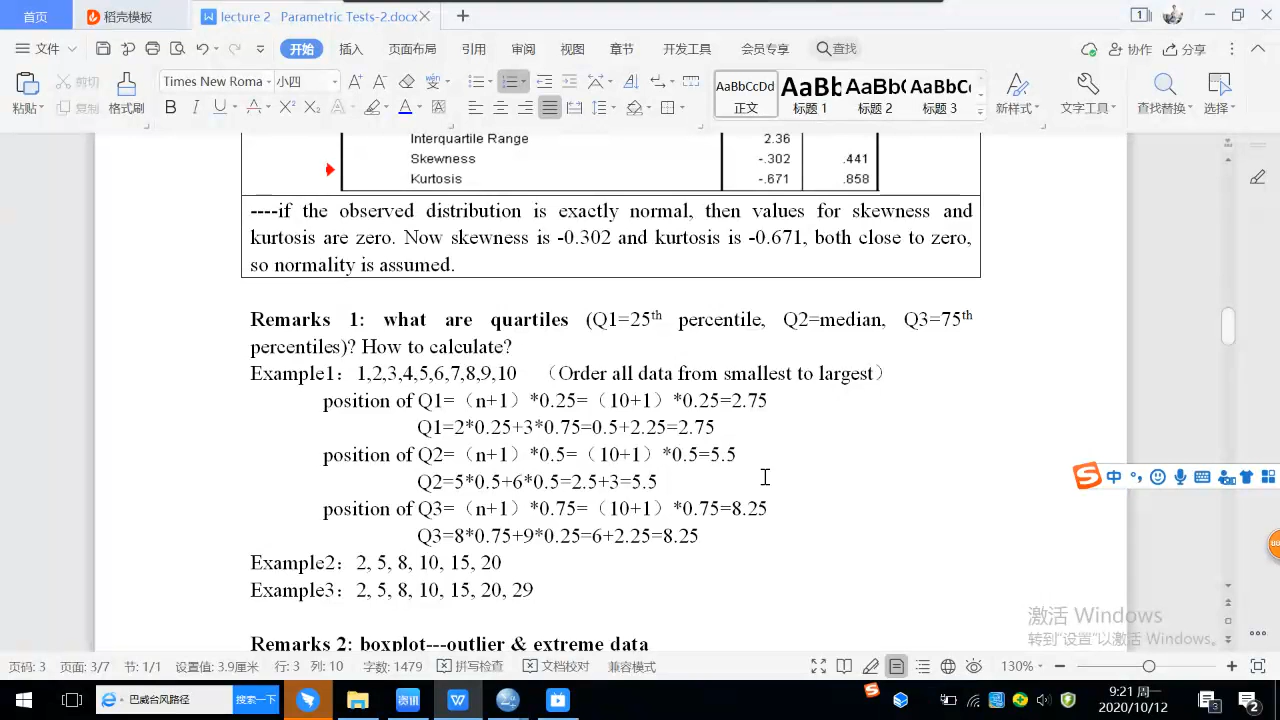 首页 稻壳模板 lecture 2 Parametric Tests-2.docx
文件 开始 插入 页面布局 引用 审阅 视图 章节 开发工具 会员专享 查找 协作 分享
剪切 Times New Roma 小四 AaBbCcDd AaBb AaBb( AaBbC(
粘贴 复制 格式刷 正文 标题 1 标题 2 标题 3 新样式 文字工具 查找替换 选择
Interquartile Range 2.36
Skewness -.302 .441
Kurtosis -.671 .858
----if the observed distribution is exactly normal, then values for skewness and
kurtosis are zero. Now skewness is -0.302 and kurtosis is -0.671, both close to zero,
so normality is assumed.
Remarks 1: what are quartiles (Q1=25th percentile, Q2=median, Q3=75th
percentiles)? How to calculate?
Example1：1,2,3,4,5,6,7,8,9,10 （Order all data from smallest to largest）
position of Q1=（n+1）*0.25=（10+1）*0.25=2.75
Q1=2*0.25+3*0.75=0.5+2.25=2.75
position of Q2=（n+1）*0.5=（10+1）*0.5=5.5
Q2=5*0.5+6*0.5=2.5+3=5.5
position of Q3=（n+1）*0.75=（10+1）*0.75=8.25
Q3=8*0.75+9*0.25=6+2.25=8.25
Example2：2, 5, 8, 10, 15, 20
Example3：2, 5, 8, 10, 15, 20, 29
Remarks 2: boxplot---outlier & extreme data
中
激活 Windows
转到"设置"以激活 Windows。
页码: 3 页面: 3/7 节: 1/1 设置值: 3.9厘米 行: 3 列: 10 字数: 1479 拼写检查 文档校对 兼容模式 130%
巴威台风路径 搜索一下
9:21 周一
2020/10/12